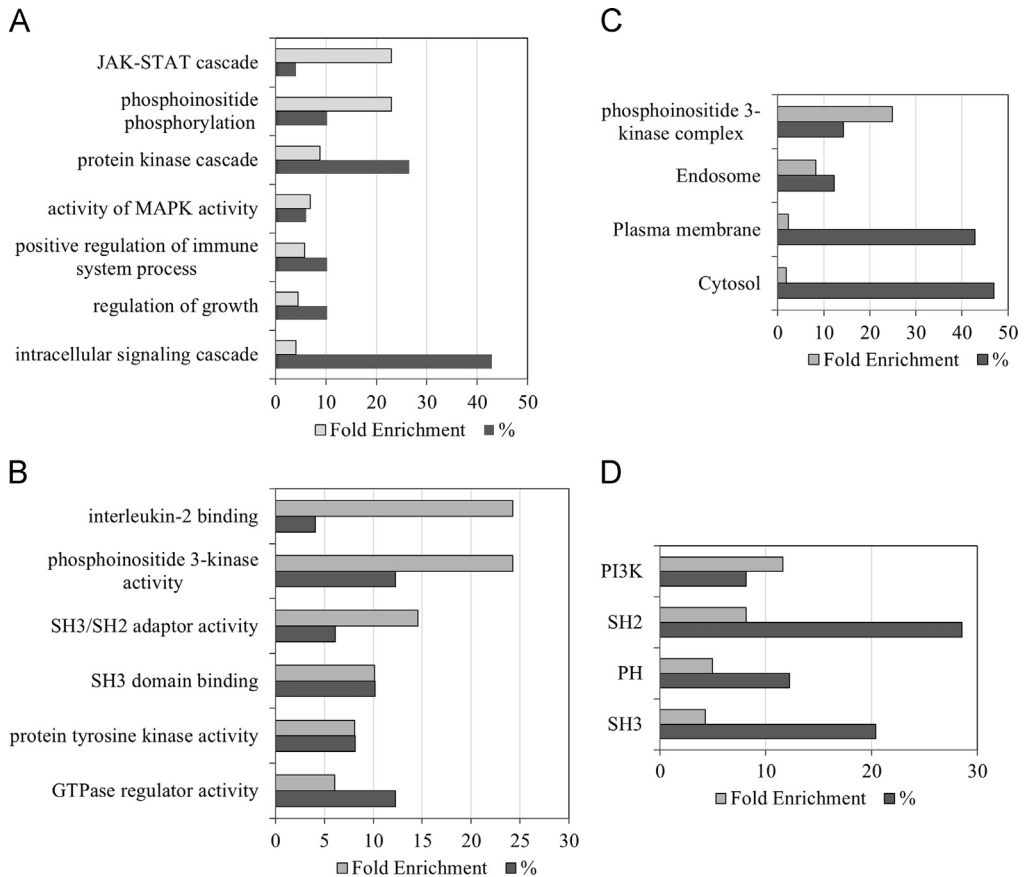 A
JAK-STAT cascade
phosphoinositide
phosphorylation
protein kinase cascade
activity of MAPK activity
positive regulation of immune
system process
regulation of growth
intracellular signaling cascade
0 10 20 30 40 50
Fold Enrichment %
B
interleukin-2 binding
phosphoinositide 3-kinase
activity
SH3/SH2 adaptor activity
SH3 domain binding
protein tyrosine kinase activity
GTPase regulator activity
0 5 10 15 20 25 30
Fold Enrichment %
C
phosphoinositide 3-
kinase complex
Endosome
Plasma membrane
Cytosol
0 10 20 30 40 50
Fold Enrichment %
D
PI3K
SH2
PH
SH3
0 10 20 30
Fold Enrichment %